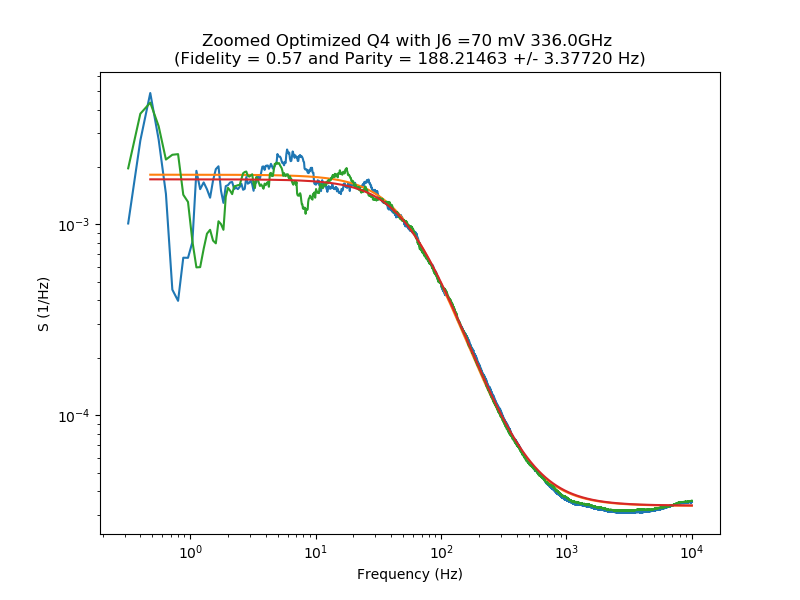 Zoomed Optimized Q4 with J6 =70 mV 336.0GHz
(Fidelity = 0.57 and Parity = 188.21463 +/- 3.37720 Hz)
S (1/Hz)
10⁻³
10⁻⁴
10⁰ 10¹ 10² 10³ 10⁴
Frequency (Hz)